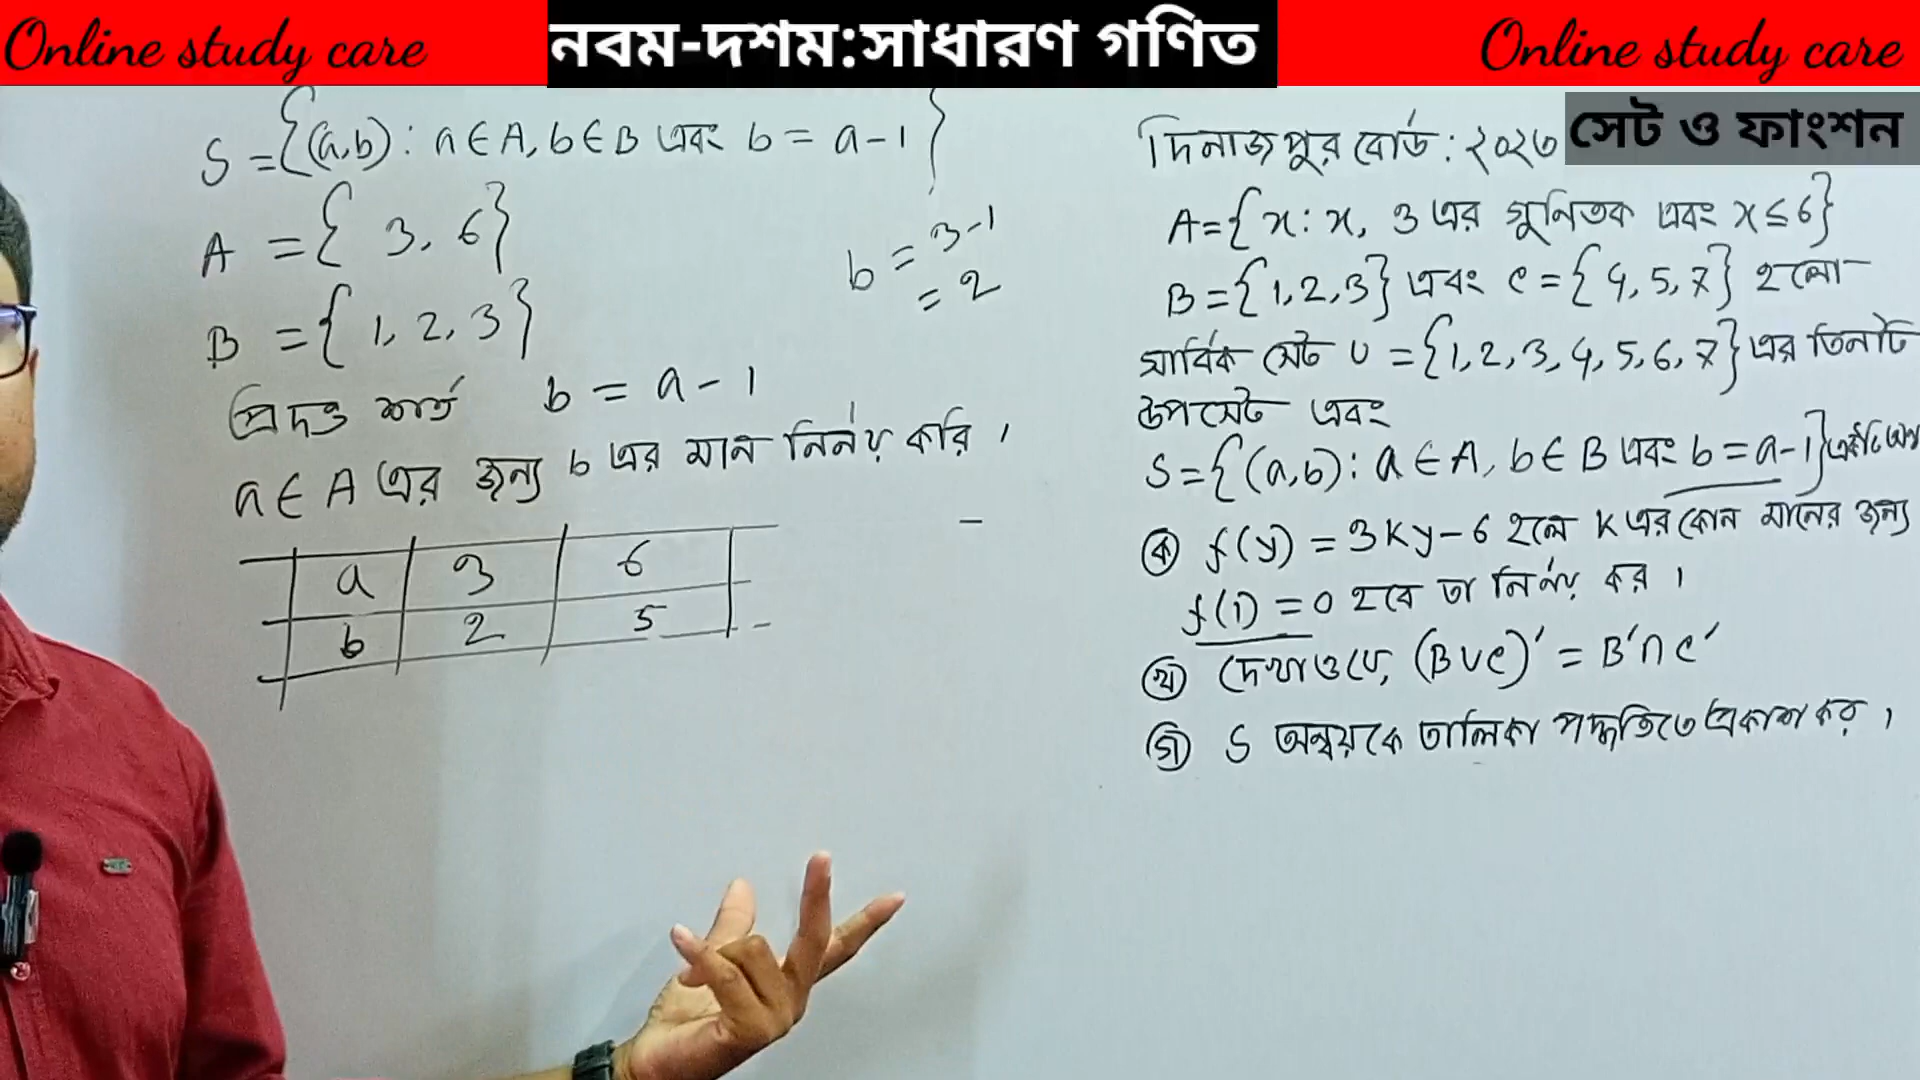 Online study care
নবম-দশম:সাধারণ গণিত
Online study care
সেট ও ফাংশন
S = {(a,b) : a ∈ A, b ∈ B এবং b = a - 1}
A = { 3, 6}
B = { 1, 2, 3}
b = 3-1
= 2
প্রদত্ত শর্ত b = a - 1
a ∈ A এর জন্য b এর মান নির্নয় করি ।
a 3 6
b 2 5
দিনাজপুর বোর্ড : ২০২৩
A = {x : x, 3 এর গুনিতক এবং x ≤ 6}
B = {1, 2, 3} এবং C = {4, 5, 7} হলো
সার্বিক সেট U = {1, 2, 3, 4, 5, 6, 7} এর তিনটি
উপসেট এবং
S = {(a,b) : a ∈ A, b ∈ B এবং b = a-1} একটি
ক f(y) = 3ky - 6 হলে k এর কোন মানের জন্য
f(1) = 0 হবে তা নির্নয় কর ।
খ দেখাও যে, (B∪C)′ = B′∩C′
গ S অন্বয়কে তালিকা পদ্ধতিতে প্রকাশ কর ।